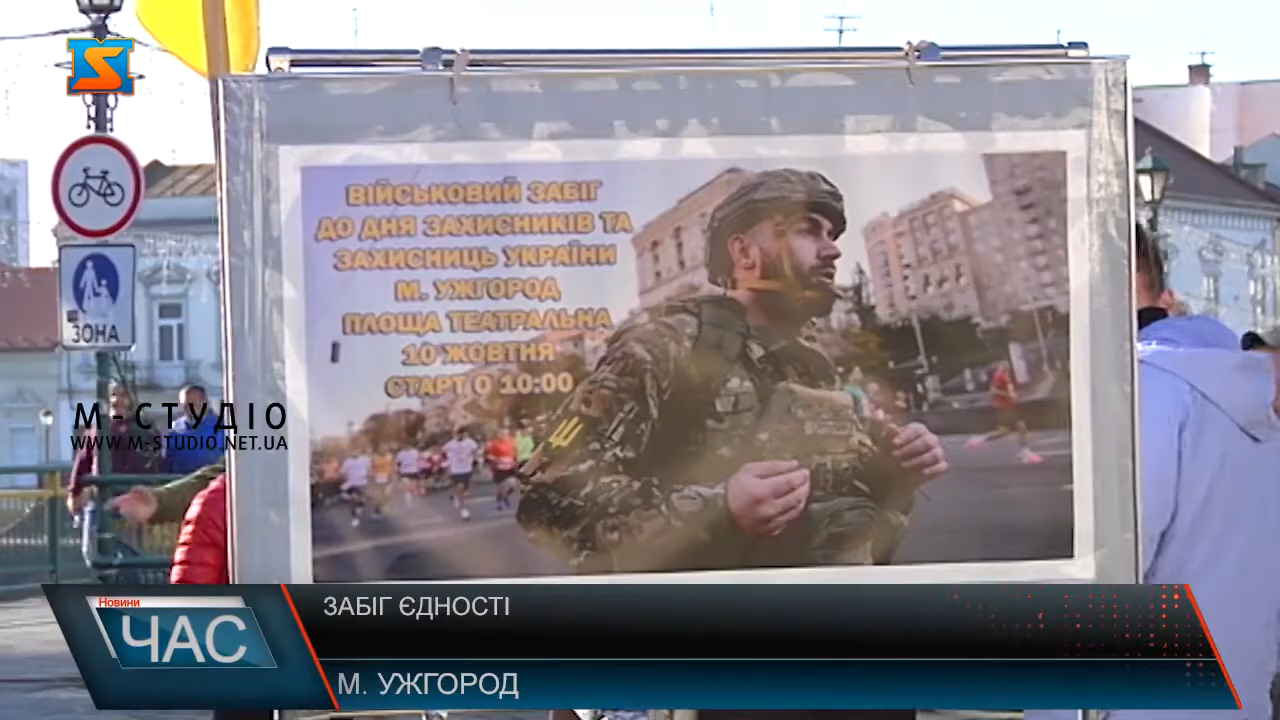 ВІЙСЬКОВИЙ ЗАБІГ
ДО ДНЯ ЗАХИСНИКІВ ТА
ЗАХИСНИЦЬ УКРАЇНИ
М. УЖГОРОД
ПЛОЩА ТЕАТРАЛЬНА
10 ЖОВТНЯ
СТАРТ О 10:00
ЗОНА
М-СТУДІО
WWW.M-STUDIO.NET.UA
Новини
ЧАС
ЗАБІГ ЄДНОСТІ
М. УЖГОРОД